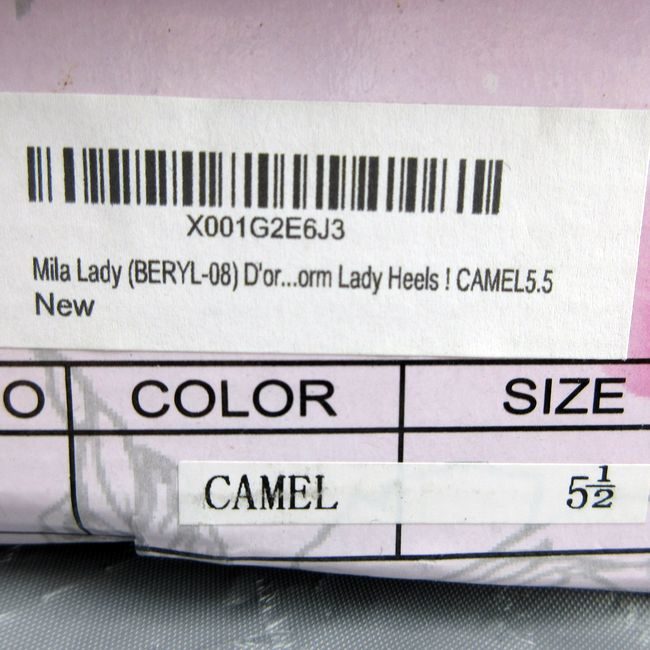 X001G2E6J3
Mila Lady (BERYL-08) D'or...orm Lady Heels ! CAMEL5.5
New
O COLOR SIZE
CAMEL 5½